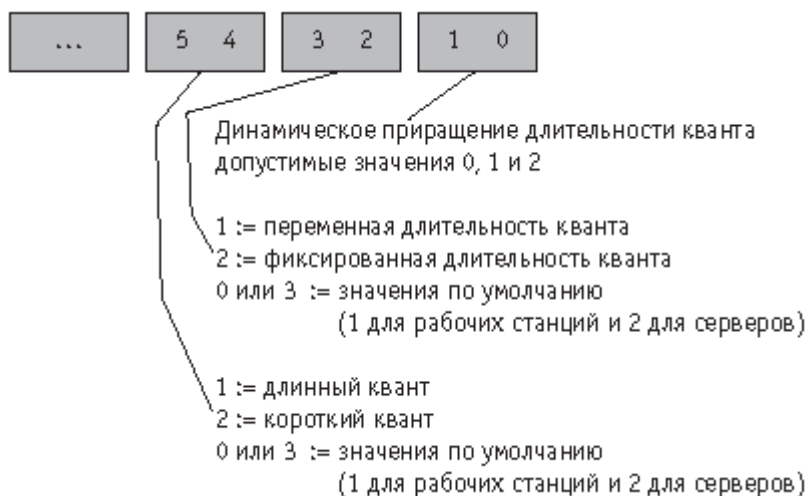 ... 5 4 3 2 1 0
Динамическое приращение длительности кванта
допустимые значения 0, 1 и 2
1 := переменная длительность кванта
2 := фиксированная длительность кванта
0 или 3 := значения по умолчанию
(1 для рабочих станций и 2 для серверов)
1 := длинный квант
2 := короткий квант
0 или 3 := значения по умолчанию
(1 для рабочих станций и 2 для серверов)